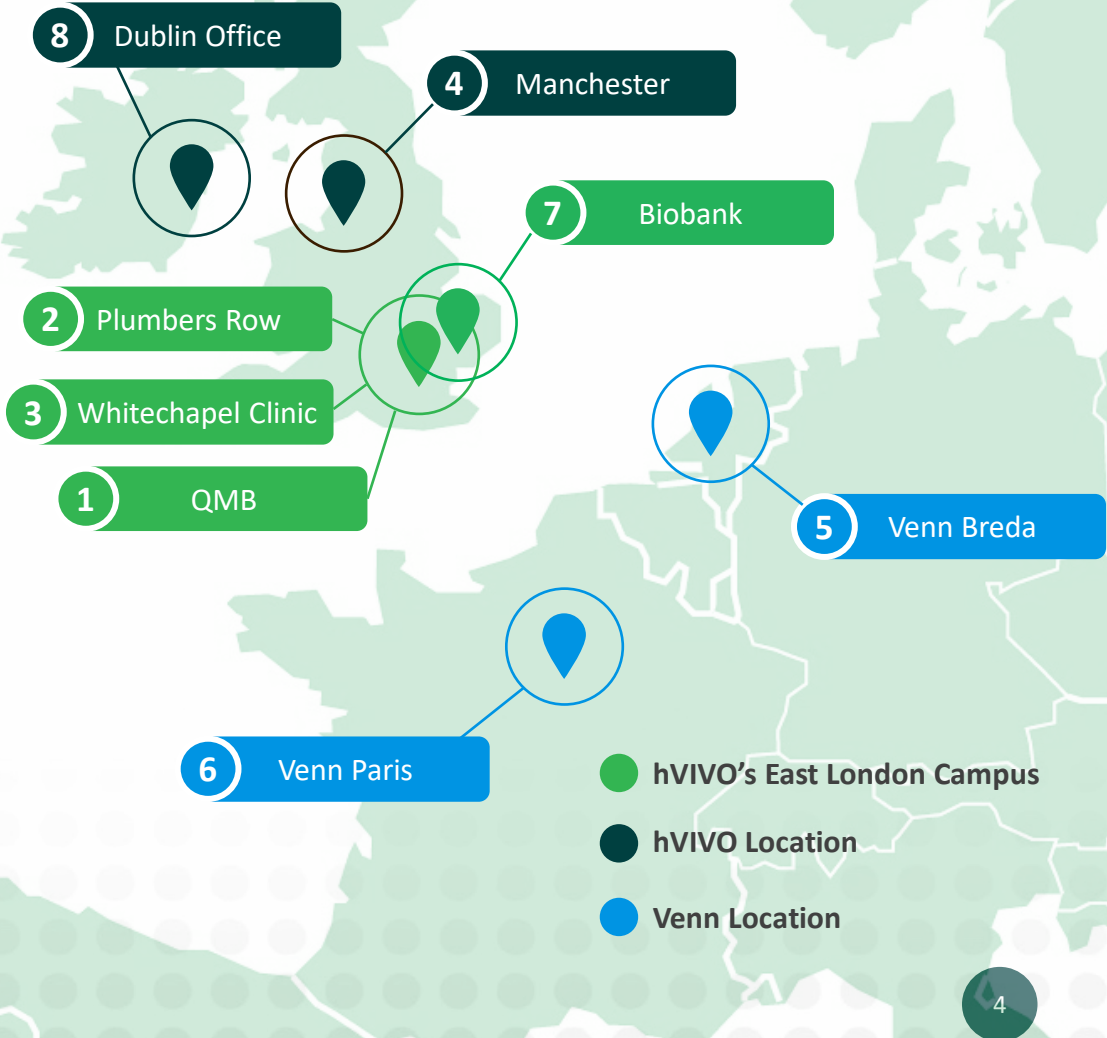 8 Dublin Office
4 Manchester
7 Biobank
2 Plumbers Row
3 Whitechapel Clinic
1 QMB
5 Venn Breda
6 Venn Paris
hVIVO’s East London Campus
hVIVO Location
Venn Location
4